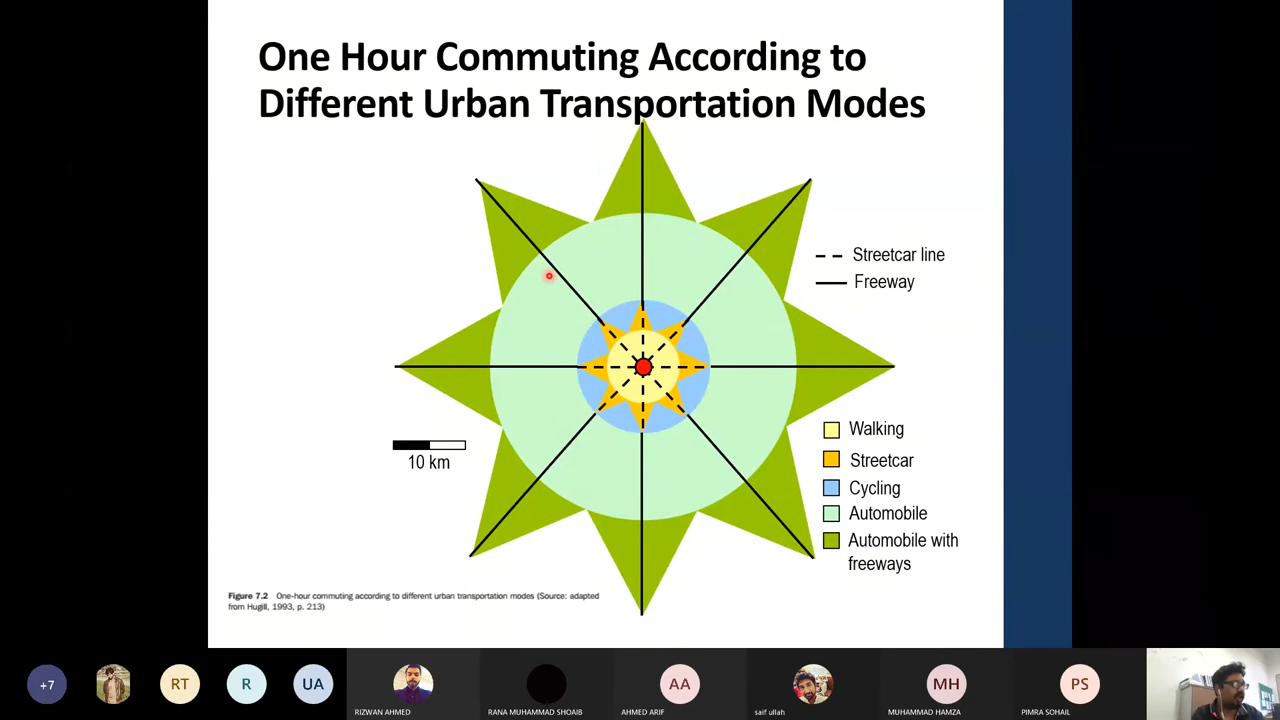 One Hour Commuting According to
Different Urban Transportation Modes
Streetcar line
Freeway
10 km
Walking
Streetcar
Cycling
Automobile
Automobile with
freeways
Figure 7.2 One-hour commuting according to different urban transportation modes (Source: adapted
from Hugill, 1993, p. 213)
+7
RT
R
UA
AA
MH
PS
RIZWAN AHMED
RANA MUHAMMAD SHOAIB
AHMED ARIF
saif ullah
MUHAMMAD HAMZA
PIMRA SOHAIL